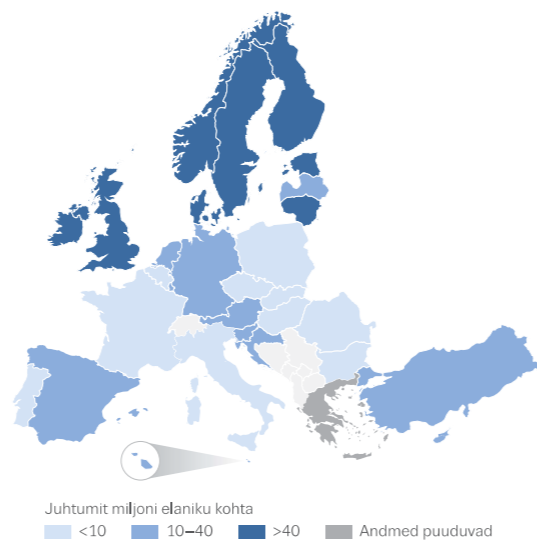 Juhtumit miljoni elaniku kohta
<10 10–40 >40 Andmed puuduvad